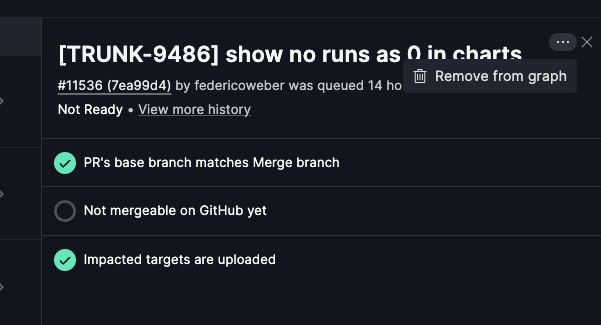 [TRUNK-9486] show no runs as 0 in charts
Remove from graph
#11536 (7ea99d4) by federicoweber was queued 14 ho
Not Ready • View more history
PR's base branch matches Merge branch
Not mergeable on GitHub yet
Impacted targets are uploaded